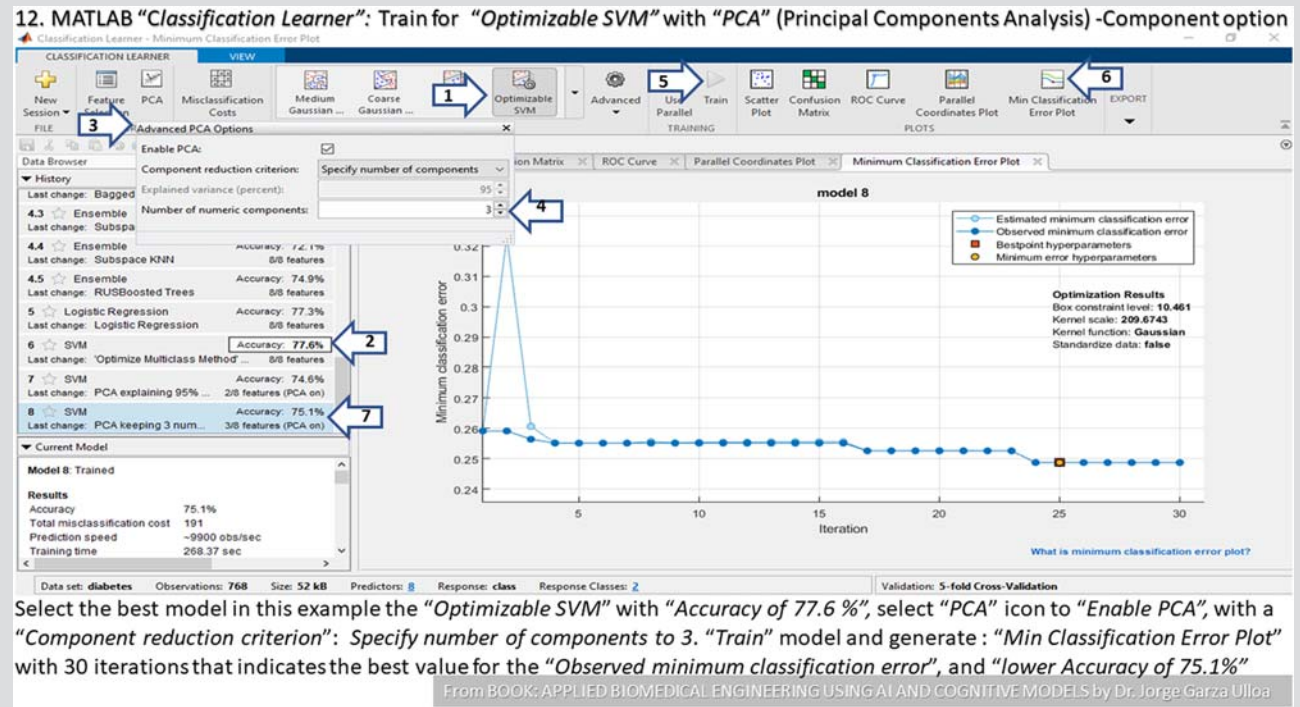 12. MATLAB “Classification Learner”: Train for “Optimizable SVM” with “PCA” (Principal Components Analysis) -Component option
Classification Learner - Minimum Classification Error Plot
CLASSIFICATION LEARNER
VIEW
New Session
Feature
PCA
Misclassification Costs
Medium Gaussian ...
Coarse Gaussian ...
1
Optimizable SVM
Advanced
5
Use Parallel
Train
Scatter Plot
Confusion Matrix
ROC Curve
Parallel Coordinates Plot
Min Classification Error Plot
6
EXPORT
FILE
TRAINING
PLOTS
3
Advanced PCA Options
Enable PCA:
Component reduction criterion: Specify number of components
Explained variance (percent): 95
Number of numeric components: 3
4
Data Browser
History
Last change: Bagged
4.3 Ensemble
Last change: Subspa
4.4 Ensemble Accuracy: 72.1%
Last change: Subspace KNN 8/8 features
4.5 Ensemble Accuracy: 74.9%
Last change: RUSBoosted Trees 8/8 features
5 Logistic Regression Accuracy: 77.3%
Last change: Logistic Regression 8/8 features
6 SVM Accuracy: 77.6%
2
Last change: 'Optimize Multiclass Method' ... 8/8 features
7 SVM Accuracy: 74.6%
Last change: PCA explaining 95% ... 2/8 features (PCA on)
8 SVM Accuracy: 75.1%
7
Last change: PCA keeping 3 num... 3/8 features (PCA on)
Current Model
Model 8: Trained
Results
Accuracy 75.1%
Total misclassification cost 191
Prediction speed ~9900 obs/sec
Training time 268.37 sec
ion Matrix
ROC Curve
Parallel Coordinates Plot
Minimum Classification Error Plot
model 8
Estimated minimum classification error
Observed minimum classification error
Bestpoint hyperparameters
Minimum error hyperparameters
Optimization Results
Box constraint level: 10.461
Kernel scale: 209.6743
Kernel function: Gaussian
Standardize data: false
Minimum classification error
0.32
0.31
0.3
0.29
0.28
0.27
0.26
0.25
0.24
5 10 15 20 25 30
Iteration
What is minimum classification error plot?
Data set: diabetes Observations: 768 Size: 52 kB Predictors: 8 Response: class Response Classes: 2 Validation: 5-fold Cross-Validation
Select the best model in this example the “Optimizable SVM” with “Accuracy of 77.6 %”, select “PCA” icon to “Enable PCA”, with a
“Component reduction criterion”: Specify number of components to 3. “Train” model and generate : “Min Classification Error Plot”
with 30 iterations that indicates the best value for the “Observed minimum classification error”, and “lower Accuracy of 75.1%”
From BOOK: APPLIED BIOMEDICAL ENGINEERING USING AI AND COGNITIVE MODELS by Dr. Jorge Garza Ulloa